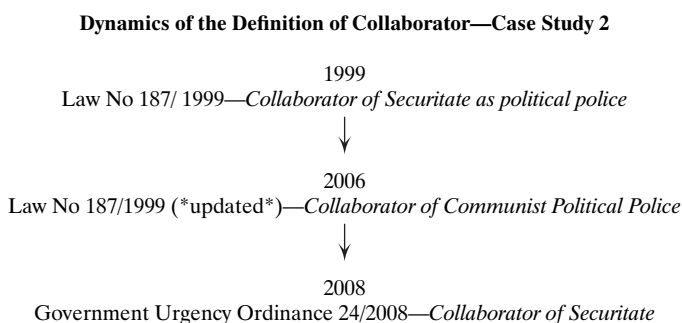 Dynamics of the Definition of Collaborator—Case Study 2
1999
Law No 187/ 1999—Collaborator of Securitate as political police
2006
Law No 187/1999 (*updated*)—Collaborator of Communist Political Police
2008
Government Urgency Ordinance 24/2008—Collaborator of Securitate